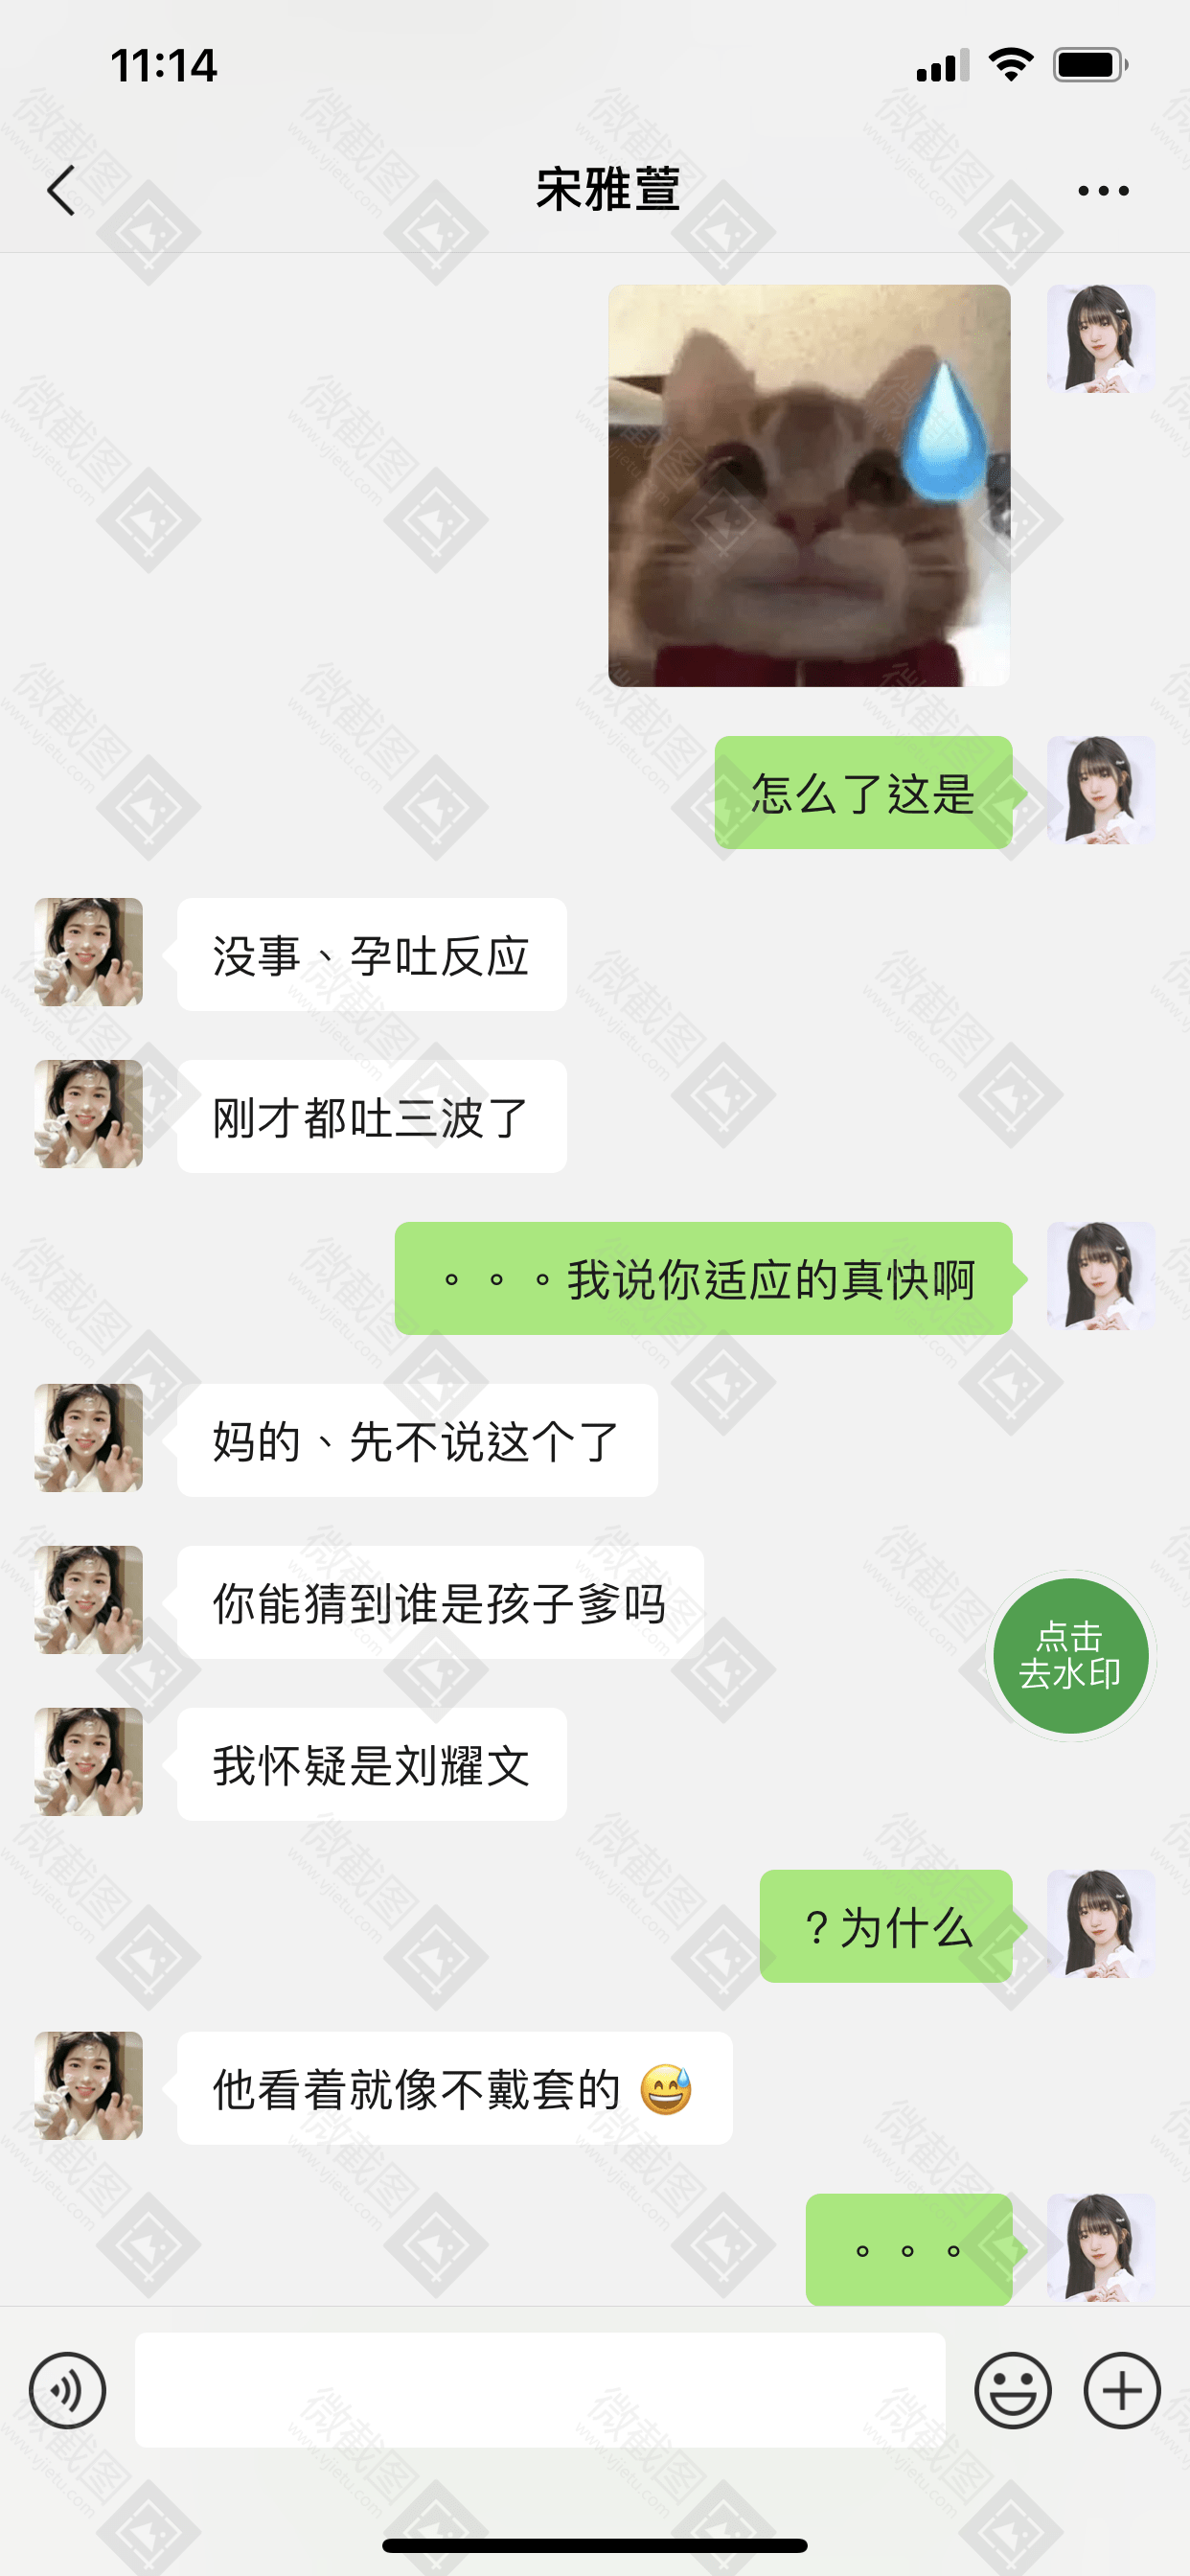 11:14
宋雅萱
怎么了这是
没事、孕吐反应
刚才都吐三波了
。。。我说你适应的真快啊
妈的、先不说这个了
你能猜到谁是孩子爹吗
点击
去水印
我怀疑是刘耀文
？为什么
他看着就像不戴套的 😅
。。。
微截图
www.vjietu.com